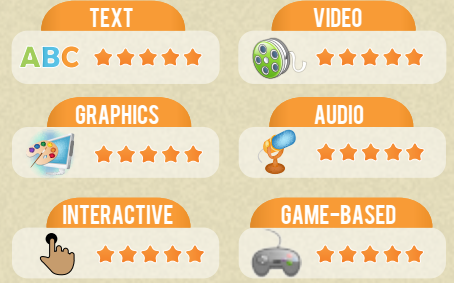 TEXT
VIDEO
ABC
GRAPHICS
AUDIO
INTERACTIVE
GAME-BASED